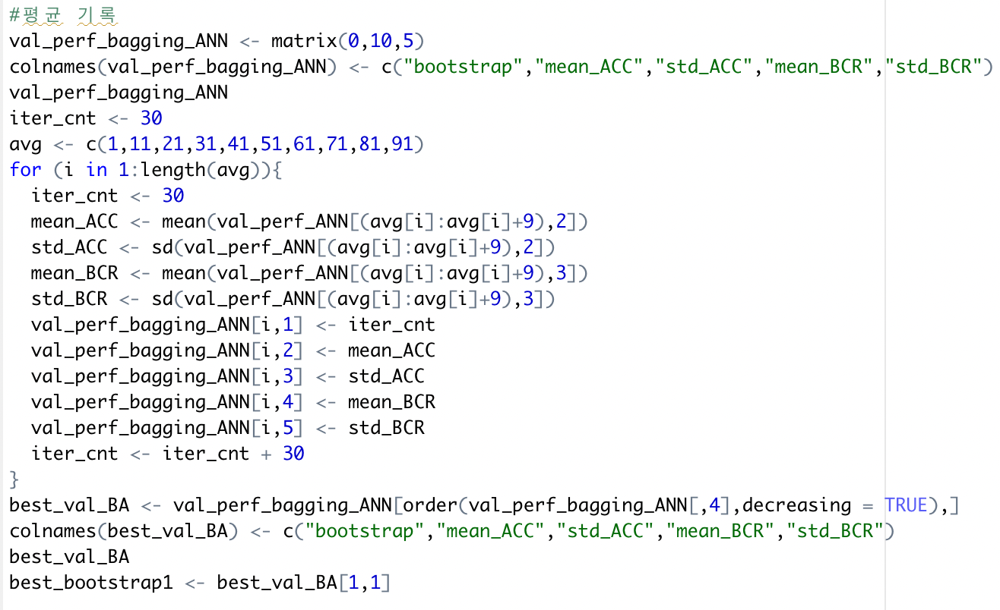 #평균 기록
val_perf_bagging_ANN <- matrix(0,10,5)
colnames(val_perf_bagging_ANN) <- c("bootstrap","mean_ACC","std_ACC","mean_BCR","std_BCR")
val_perf_bagging_ANN
iter_cnt <- 30
avg <- c(1,11,21,31,41,51,61,71,81,91)
for (i in 1:length(avg)){
  iter_cnt <- 30
  mean_ACC <- mean(val_perf_ANN[(avg[i]:avg[i]+9),2])
  std_ACC <- sd(val_perf_ANN[(avg[i]:avg[i]+9),2])
  mean_BCR <- mean(val_perf_ANN[(avg[i]:avg[i]+9),3])
  std_BCR <- sd(val_perf_ANN[(avg[i]:avg[i]+9),3])
  val_perf_bagging_ANN[i,1] <- iter_cnt
  val_perf_bagging_ANN[i,2] <- mean_ACC
  val_perf_bagging_ANN[i,3] <- std_ACC
  val_perf_bagging_ANN[i,4] <- mean_BCR
  val_perf_bagging_ANN[i,5] <- std_BCR
  iter_cnt <- iter_cnt + 30
}
best_val_BA <- val_perf_bagging_ANN[order(val_perf_bagging_ANN[,4],decreasing = TRUE),]
colnames(best_val_BA) <- c("bootstrap","mean_ACC","std_ACC","mean_BCR","std_BCR")
best_val_BA
best_bootstrap1 <- best_val_BA[1,1]